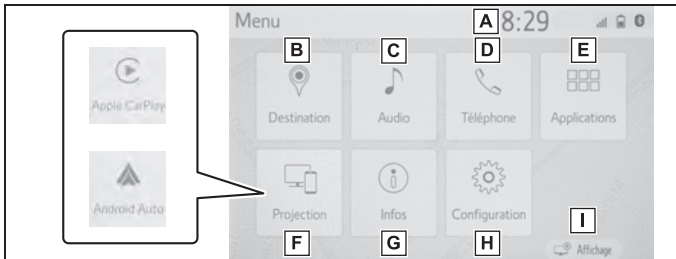 Menu
A 8:29
B C D E
Destination Audio Téléphone Applications
Apple CarPlay
Android Auto
Projection Infos Configuration
I
F G H
Affichage